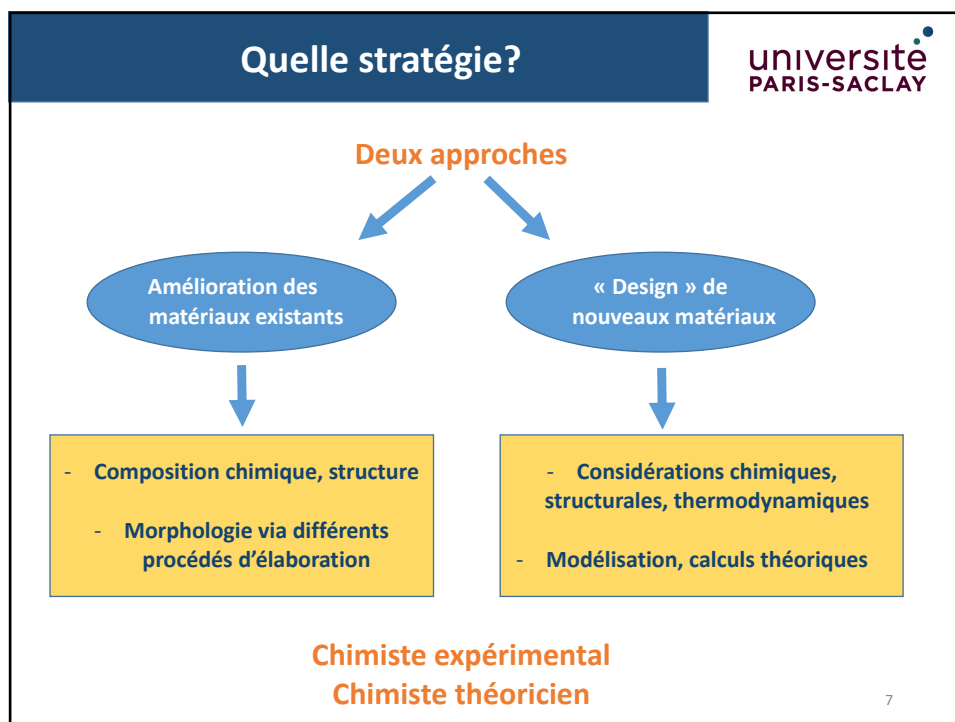 Quelle stratégie?
université
PARIS-SACLAY
Deux approches
Amélioration des
matériaux existants
« Design » de
nouveaux matériaux
- Composition chimique, structure
- Morphologie via différents
procédés d'élaboration
- Considérations chimiques,
structurales, thermodynamiques
- Modélisation, calculs théoriques
Chimiste expérimental
Chimiste théoricien
7